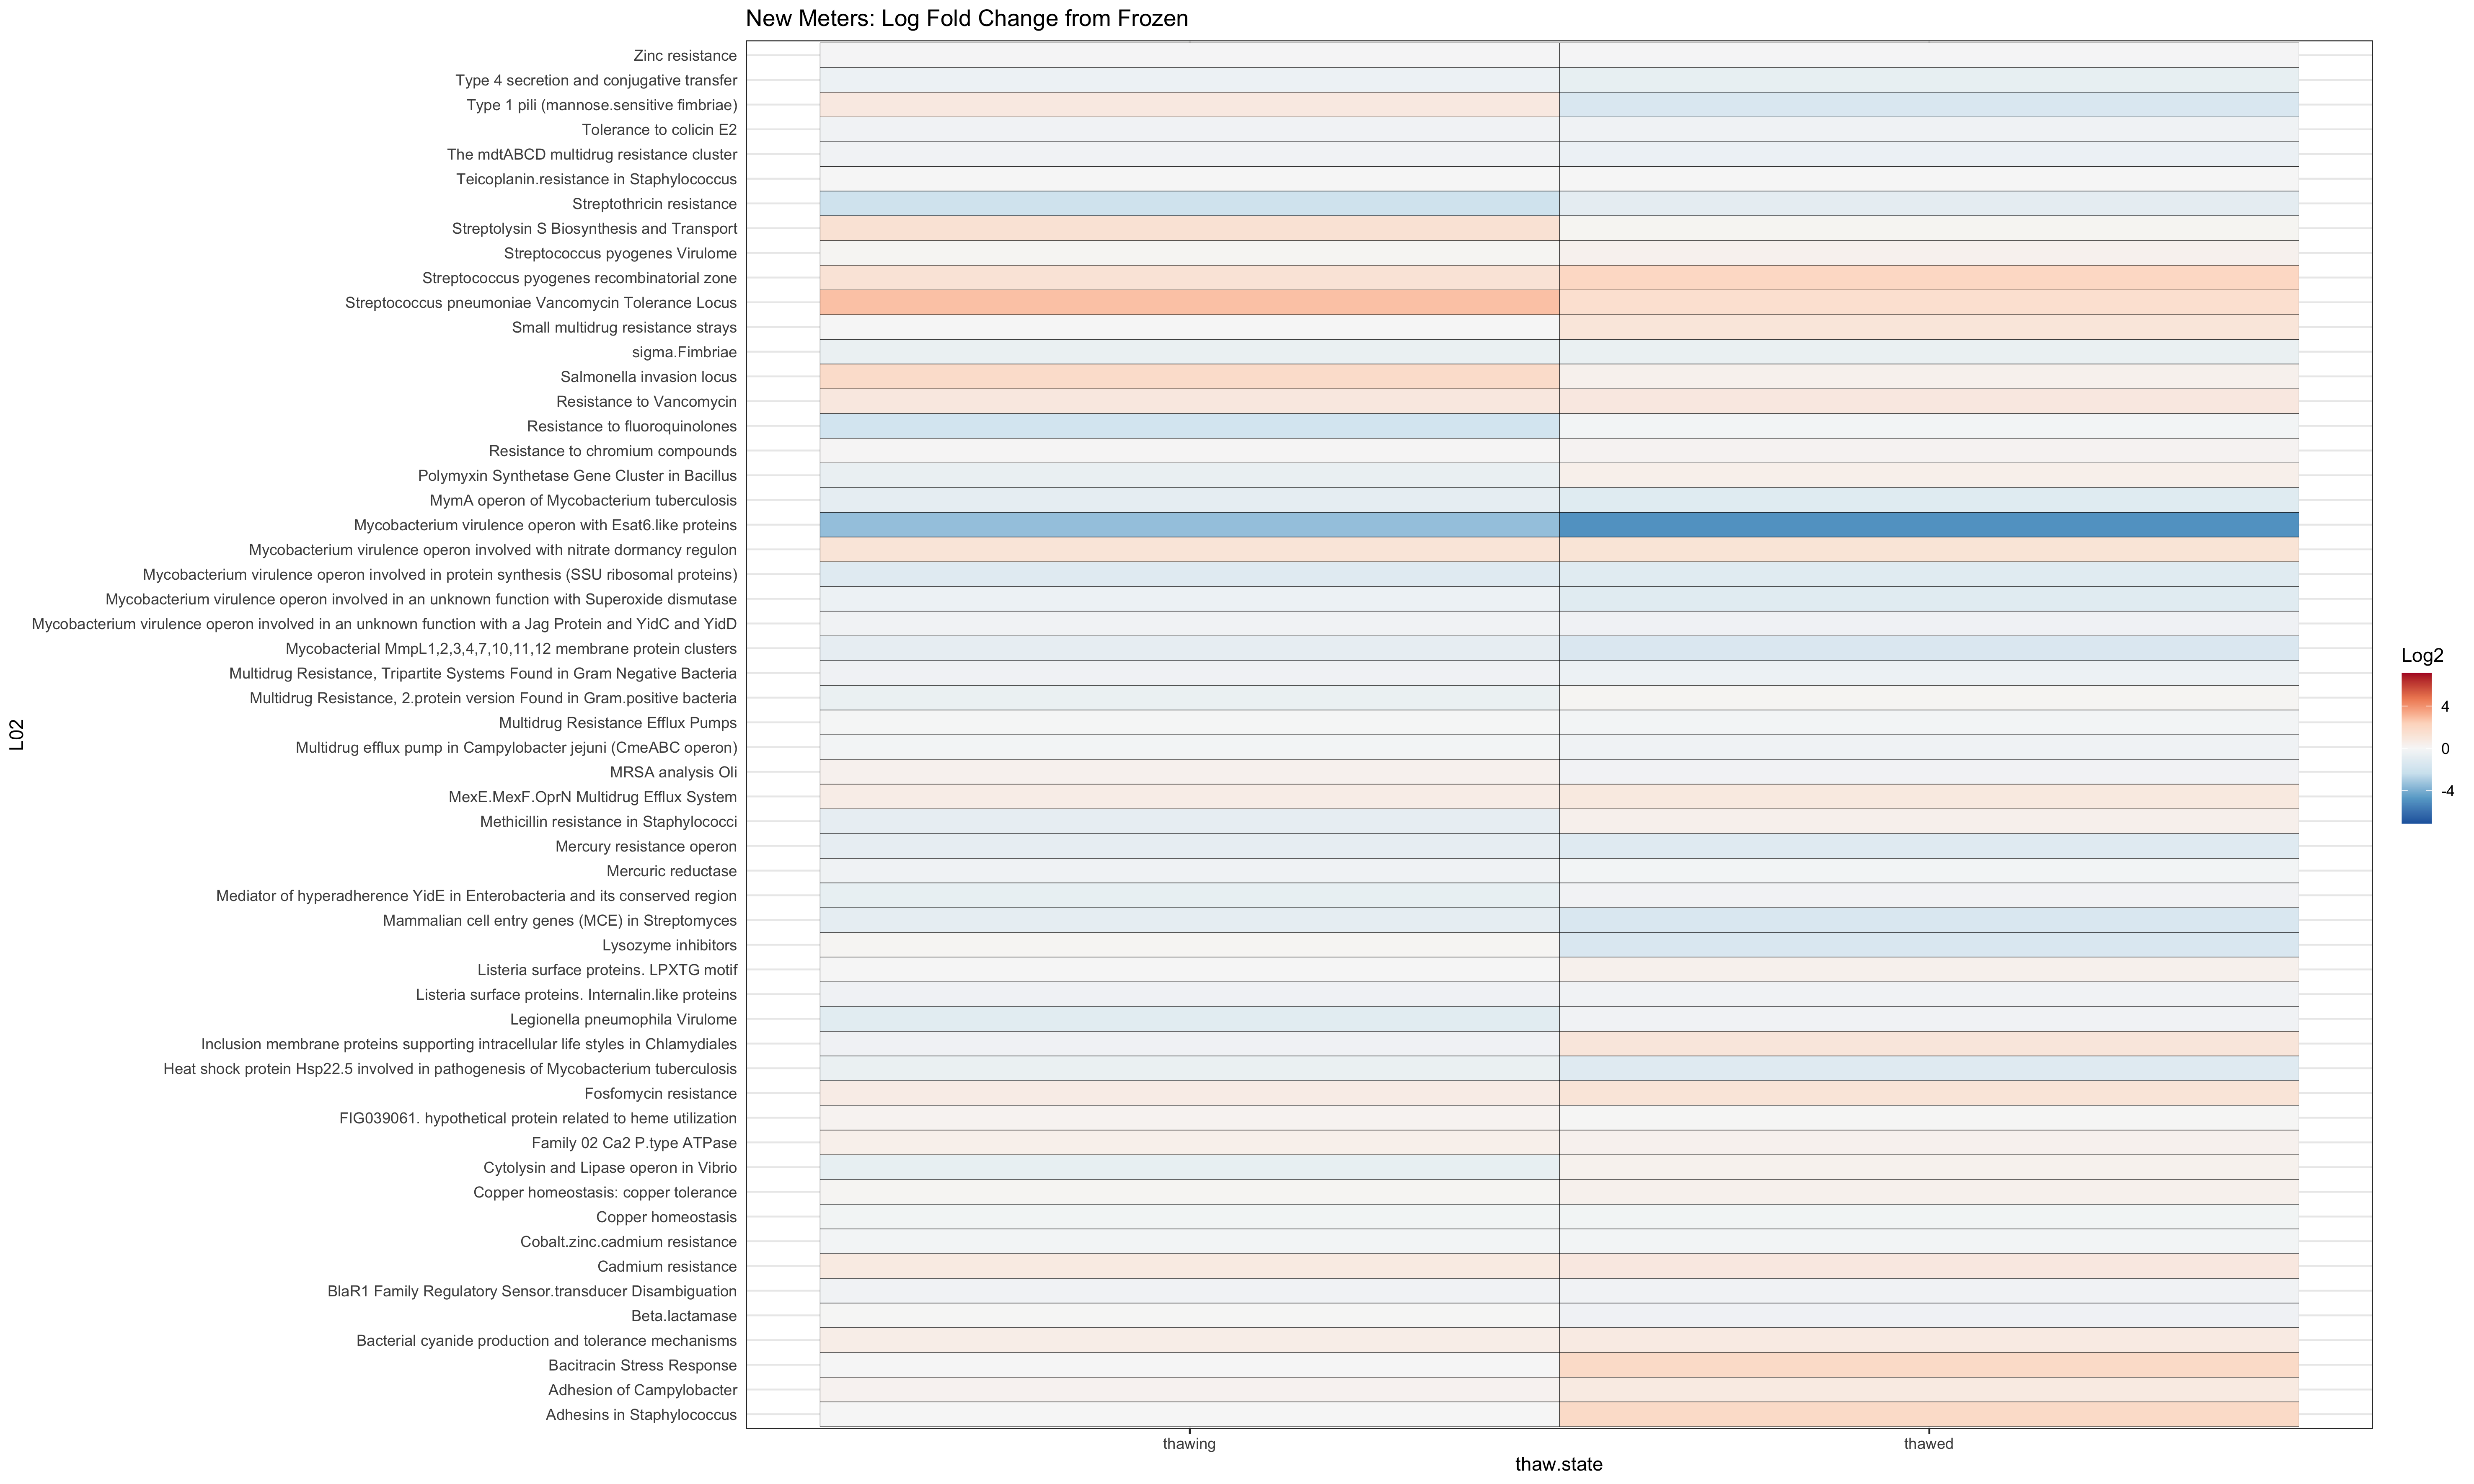 New Meters: Log Fold Change from Frozen
Zinc resistance
Type 4 secretion and conjugative transfer
Type 1 pili (mannose.sensitive fimbriae)
Tolerance to colicin E2
The mdtABCD multidrug resistance cluster
Teicoplanin.resistance in Staphylococcus
Streptothricin resistance
Streptolysin S Biosynthesis and Transport
Streptococcus pyogenes Virulome
Streptococcus pyogenes recombinatorial zone
Streptococcus pneumoniae Vancomycin Tolerance Locus
Small multidrug resistance strays
sigma.Fimbriae
Salmonella invasion locus
Resistance to Vancomycin
Resistance to fluoroquinolones
Resistance to chromium compounds
Polymyxin Synthetase Gene Cluster in Bacillus
MymA operon of Mycobacterium tuberculosis
Mycobacterium virulence operon with Esat6.like proteins
Mycobacterium virulence operon involved with nitrate dormancy regulon
Mycobacterium virulence operon involved in protein synthesis (SSU ribosomal proteins)
Mycobacterium virulence operon involved in an unknown function with Superoxide dismutase
Mycobacterium virulence operon involved in an unknown function with a Jag Protein and YidC and YidD
Mycobacterial MmpL1,2,3,4,7,10,11,12 membrane protein clusters
Multidrug Resistance, Tripartite Systems Found in Gram Negative Bacteria
Multidrug Resistance, 2.protein version Found in Gram.positive bacteria
Multidrug Resistance Efflux Pumps
Multidrug efflux pump in Campylobacter jejuni (CmeABC operon)
MRSA analysis Oli
MexE.MexF.OprN Multidrug Efflux System
Methicillin resistance in Staphylococci
Mercury resistance operon
Mercuric reductase
Mediator of hyperadherence YidE in Enterobacteria and its conserved region
Mammalian cell entry genes (MCE) in Streptomyces
Lysozyme inhibitors
Listeria surface proteins. LPXTG motif
Listeria surface proteins. Internalin.like proteins
Legionella pneumophila Virulome
Inclusion membrane proteins supporting intracellular life styles in Chlamydiales
Heat shock protein Hsp22.5 involved in pathogenesis of Mycobacterium tuberculosis
Fosfomycin resistance
FIG039061. hypothetical protein related to heme utilization
Family 02 Ca2 P.type ATPase
Cytolysin and Lipase operon in Vibrio
Copper homeostasis: copper tolerance
Copper homeostasis
Cobalt.zinc.cadmium resistance
Cadmium resistance
BlaR1 Family Regulatory Sensor.transducer Disambiguation
Beta.lactamase
Bacterial cyanide production and tolerance mechanisms
Bacitracin Stress Response
Adhesion of Campylobacter
Adhesins in Staphylococcus
L02
thawing
thawed
thaw.state
Log2
4
0
-4